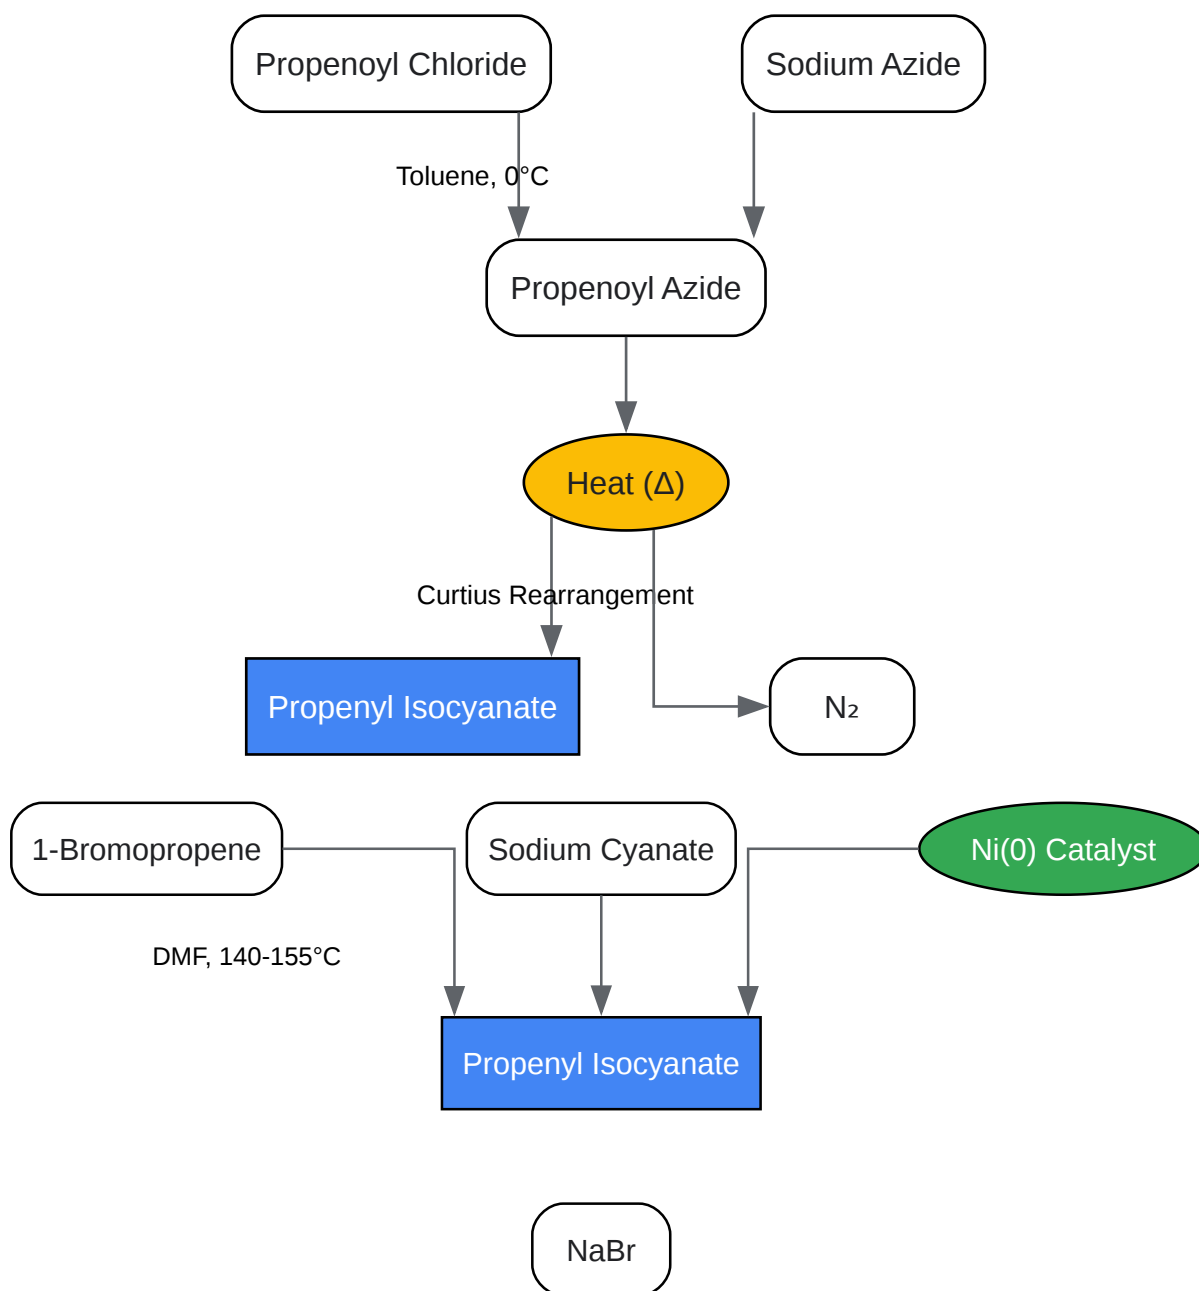 Propenoyl Chloride
Sodium Azide
Toluene, 0°C
Propenoyl Azide
Heat (Δ)
Curtius Rearrangement
Propenyl Isocyanate
N₂
1-Bromopropene
Sodium Cyanate
Ni(0) Catalyst
DMF, 140-155°C
Propenyl Isocyanate
NaBr